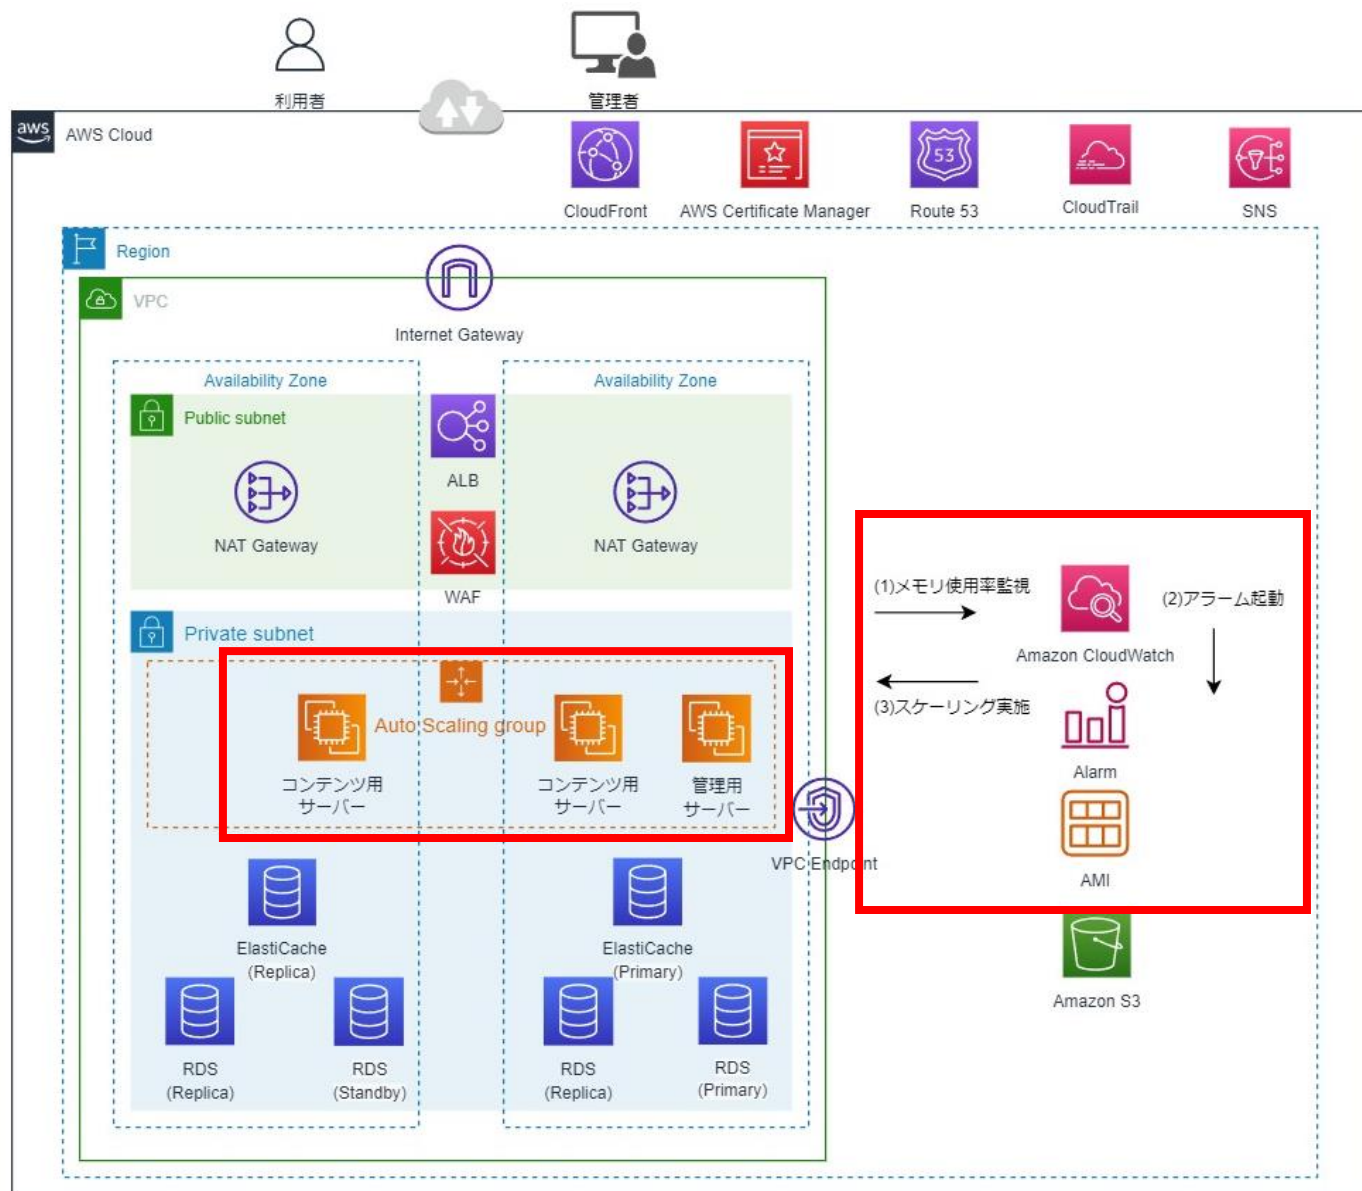 利用者
管理者
aws
AWS Cloud
53
CloudFront
AWS Certificate Manager
Route 53
CloudTrail
SNS
Region
VPC
Internet Gateway
Availability Zone
Availability Zone
Public subnet
ALB
NAT Gateway
NAT Gateway
WAF
(1)メモリ使用率監視
(2)アラーム起動
Private subnet
Amazon CloudWatch
(3)スケーリング実施
Auto Scaling group
Alarm
コンテンツ用
サーバー
コンテンツ用
サーバー
管理用
サーバー
VPC Endpoint
AMI
ElastiCache
(Replica)
ElastiCache
(Primary)
Amazon S3
RDS
(Replica)
RDS
(Standby)
RDS
(Replica)
RDS
(Primary)